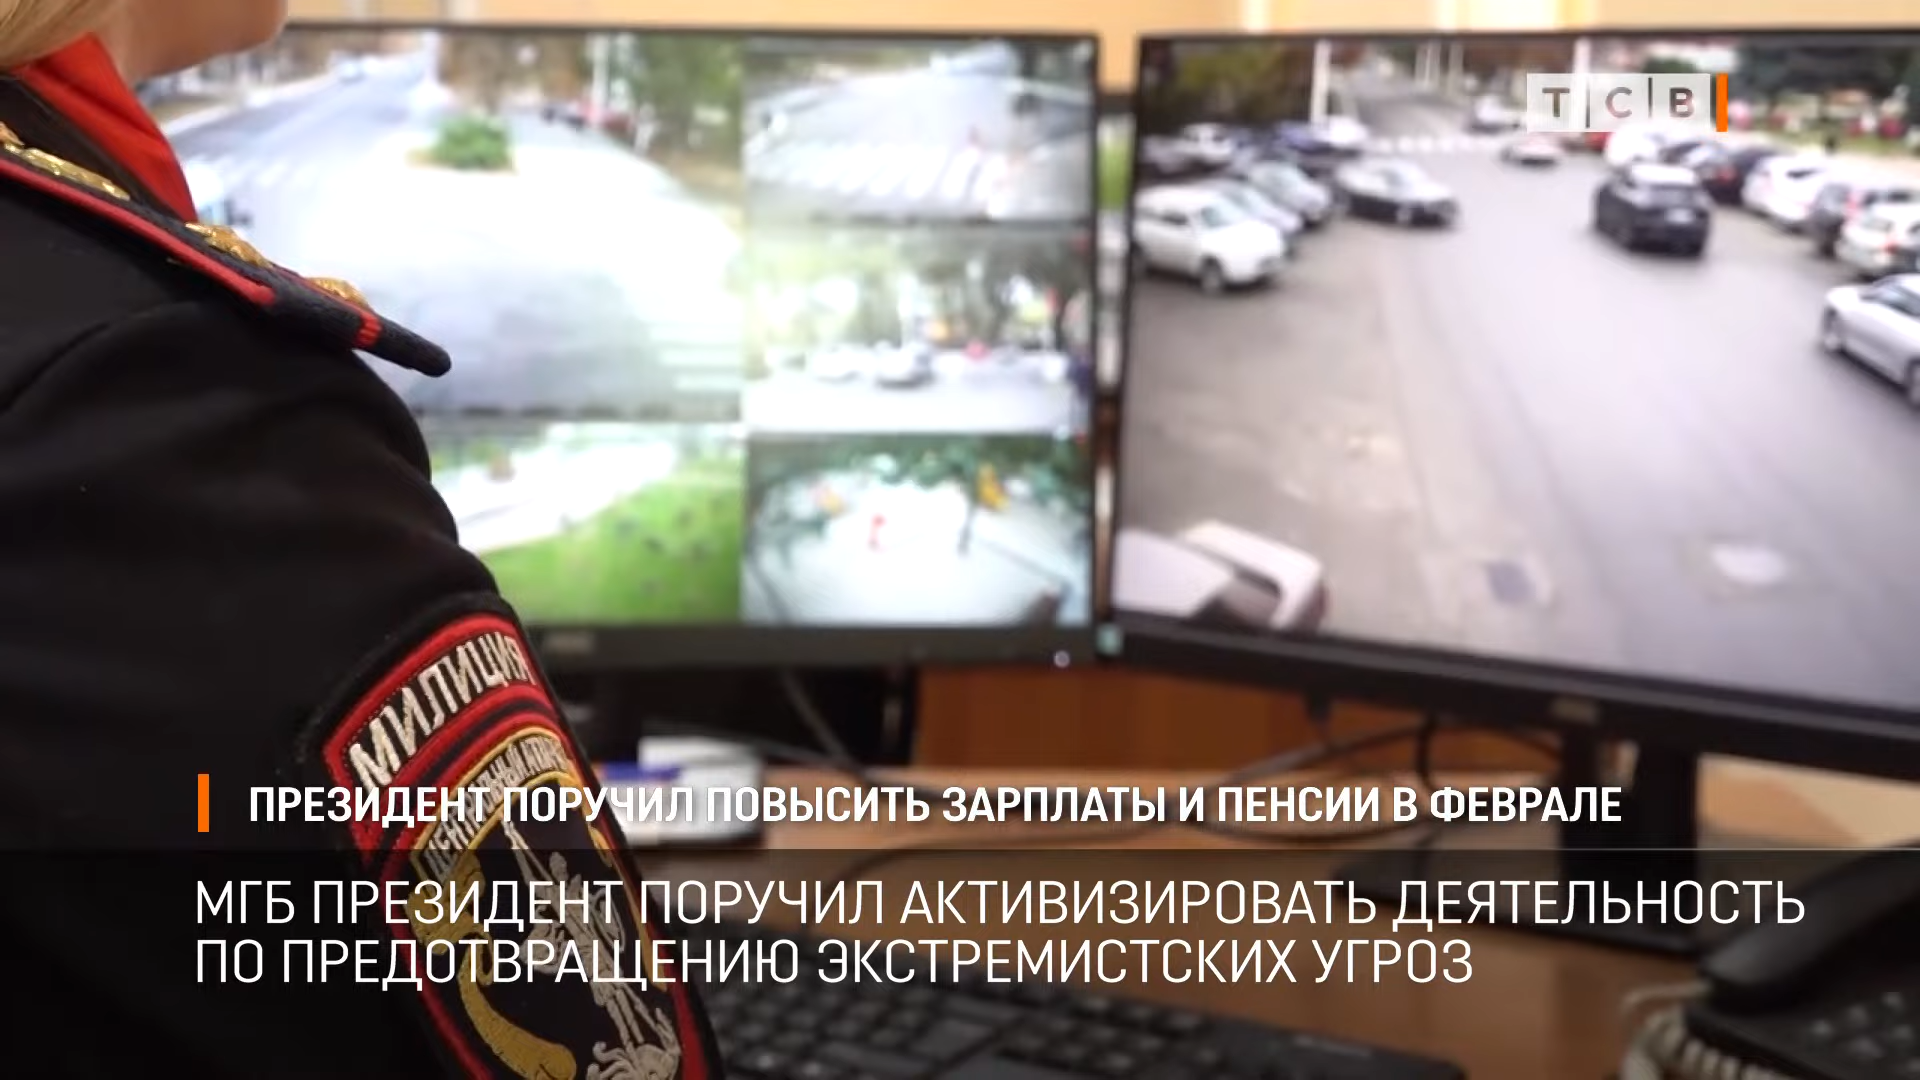 ТСВ
МИЛИЦИЯ
ПРЕЗИДЕНТ ПОРУЧИЛ ПОВЫСИТЬ ЗАРПЛАТЫ И ПЕНСИИ В ФЕВРАЛЕ
МГБ ПРЕЗИДЕНТ ПОРУЧИЛ АКТИВИЗИРОВАТЬ ДЕЯТЕЛЬНОСТЬ
ПО ПРЕДОТВРАЩЕНИЮ ЭКСТРЕМИСТСКИХ УГРОЗ